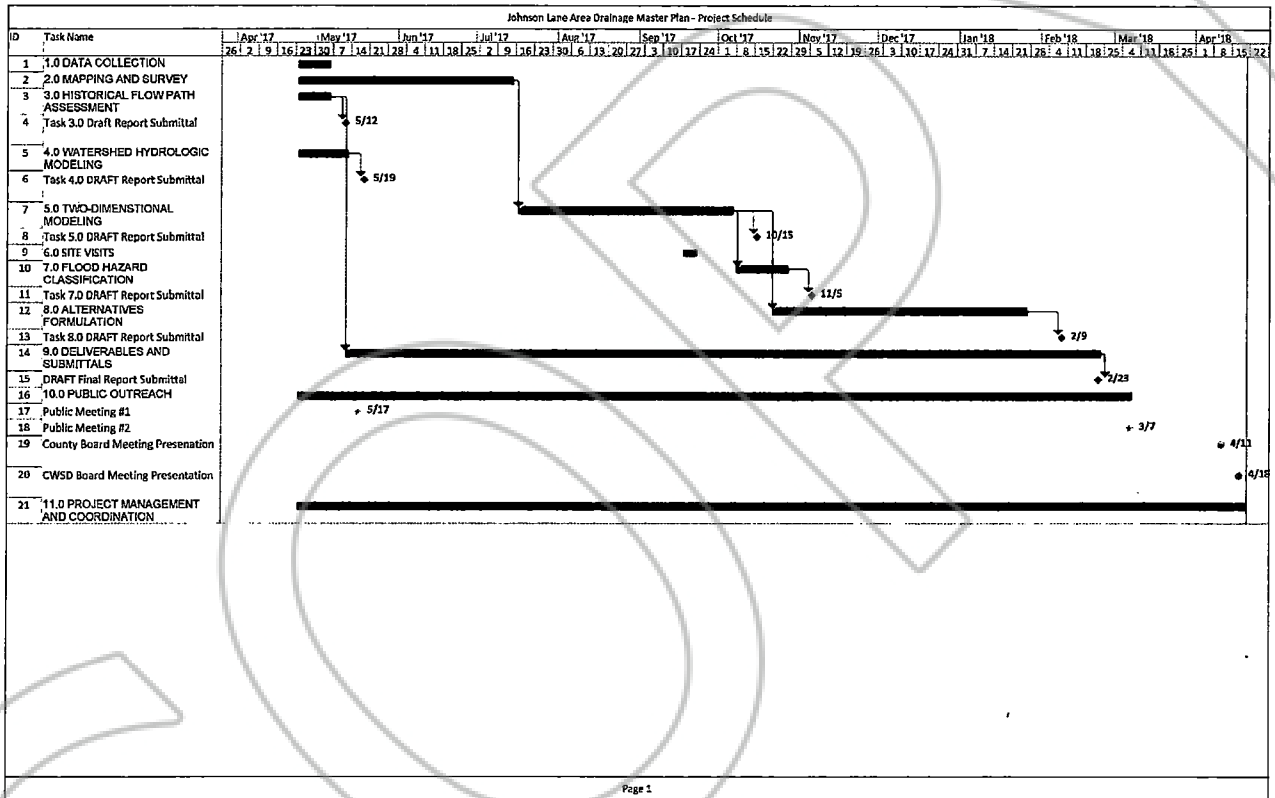 Johnson Lane Area Drainage Master Plan - Project Schedule
ID Task Name Apr '17 May '17 Jun '17 Jul '17 Aug '17 Sep '17 Oct '17 Nov '17 Dec '17 Jan '18 Feb '18 Mar '18 Apr '18
26 2 9 16 23 30 7 14 21 28 4 11 18 25 2 9 16 23 30 6 13 20 27 3 10 17 24 1 8 15 22 29 5 12 19 26 3 10 17 24 31 7 14 21 28 4 11 18 25 4 11 18 25 1 8 15 22
1 1.0 DATA COLLECTION
2 2.0 MAPPING AND SURVEY
3 3.0 HISTORICAL FLOW PATH
ASSESSMENT
4 Task 3.0 Draft Report Submittal 5/12
5 4.0 WATERSHED HYDROLOGIC
MODELING
6 Task 4.0 DRAFT Report Submittal 5/19
7 5.0 TWO-DIMENSTIONAL
MODELING
8 Task 5.0 DRAFT Report Submittal 10/15
9 6.0 SITE VISITS
10 7.0 FLOOD HAZARD
CLASSIFICATION
11 Task 7.0 DRAFT Report Submittal 11/5
12 8.0 ALTERNATIVES
FORMULATION
13 Task 8.0 DRAFT Report Submittal 2/9
14 9.0 DELIVERABLES AND
SUBMITTALS
15 DRAFT Final Report Submittal 2/23
16 10.0 PUBLIC OUTREACH
17 Public Meeting #1 5/17
18 Public Meeting #2 3/7
19 County Board Meeting Presenation 4/11
20 CWSD Board Meeting Presentation 4/18
21 11.0 PROJECT MANAGEMENT
AND COORDINATION
Page 1
COPY